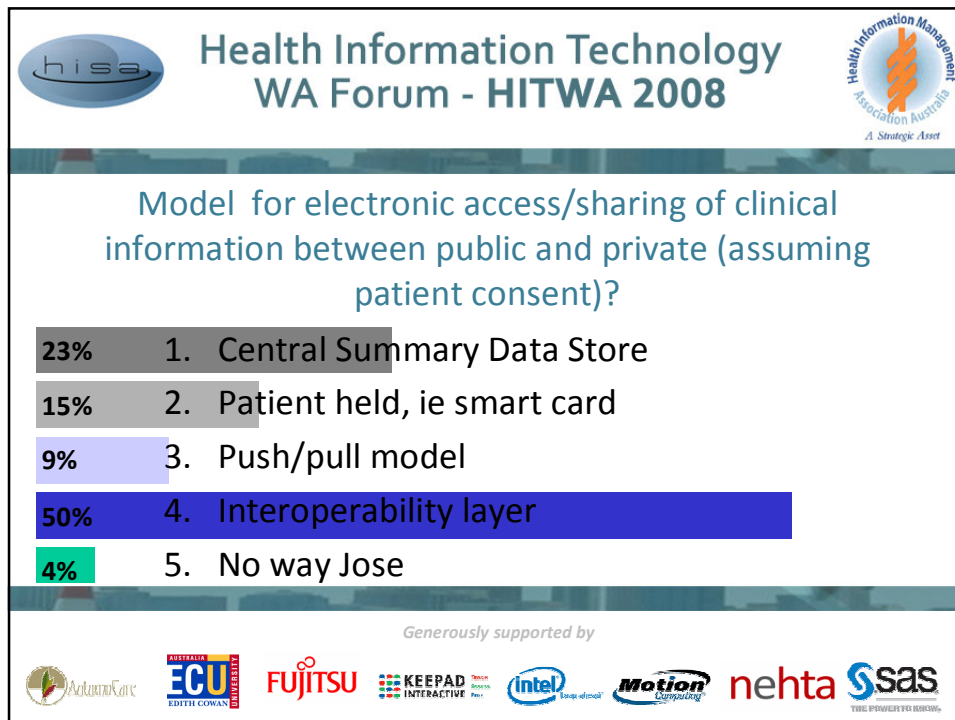 hisa
Health Information Technology
WA Forum - HITWA 2008
Health Information Management
Association Australia
A Strategic Asset
Model for electronic access/sharing of clinical
information between public and private (assuming
patient consent)?
23% 1. Central Summary Data Store
15% 2. Patient held, ie smart card
9% 3. Push/pull model
50% 4. Interoperability layer
4% 5. No way Jose
Generously supported by
AutumnCare
AUSTRALIA
ECU
UNIVERSITY
EDITH COWAN
FUJITSU
KEEPAD
INTERACTIVE
intel
Leap ahead
Motion
Computing
nehta
sas
THE POWER TO KNOW.